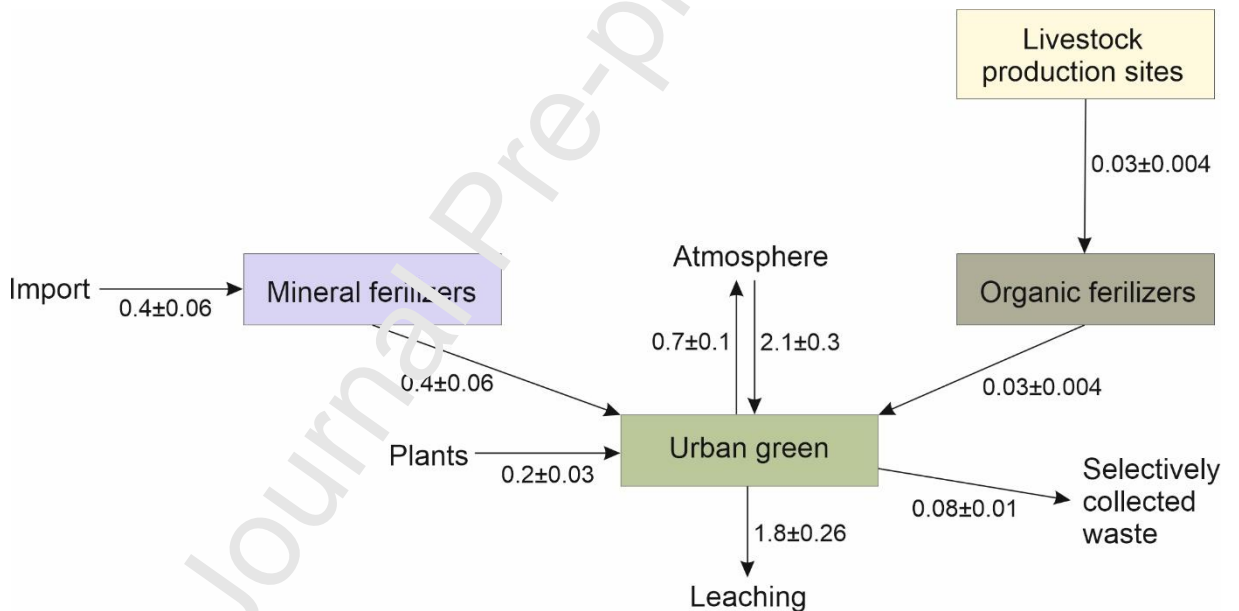 Livestock
production sites
0.03±0.004
Atmosphere
Import
0.4±0.06
Mineral ferilizers
Organic ferilizers
0.7±0.1
2.1±0.3
0.4±0.06
0.03±0.004
Plants
0.2±0.03
Urban green
0.08±0.01
Selectively
collected
waste
1.8±0.26
Leaching
Journal Pre-pr